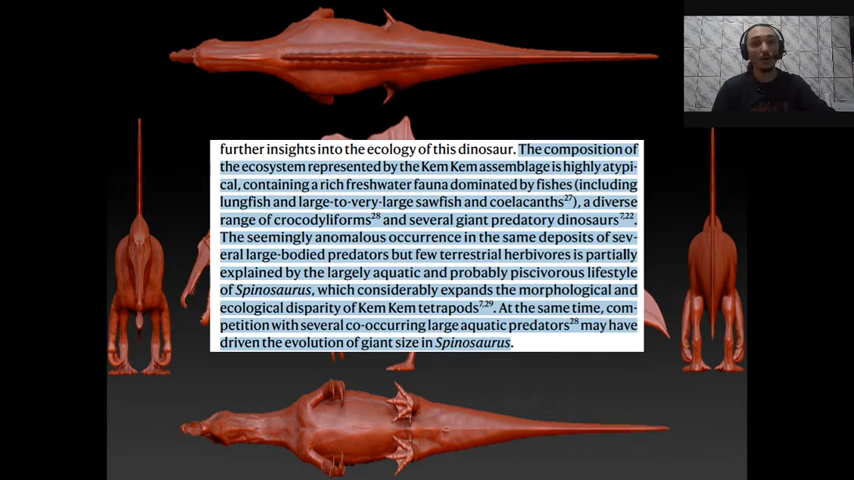 further insights into the ecology of this dinosaur. The composition of
the ecosystem represented by the Kem Kem assemblage is highly atypi-
cal, containing a rich freshwater fauna dominated by fishes (including
lungfish and large-to-very-large sawfish and coelacanths27), a diverse
range of crocodyliforms28 and several giant predatory dinosaurs7,22.
The seemingly anomalous occurrence in the same deposits of sev-
eral large-bodied predators but few terrestrial herbivores is partially
explained by the largely aquatic and probably piscivorous lifestyle
of Spinosaurus, which considerably expands the morphological and
ecological disparity of Kem Kem tetrapods7,29. At the same time, com-
petition with several co-occurring large aquatic predators28 may have
driven the evolution of giant size in Spinosaurus.